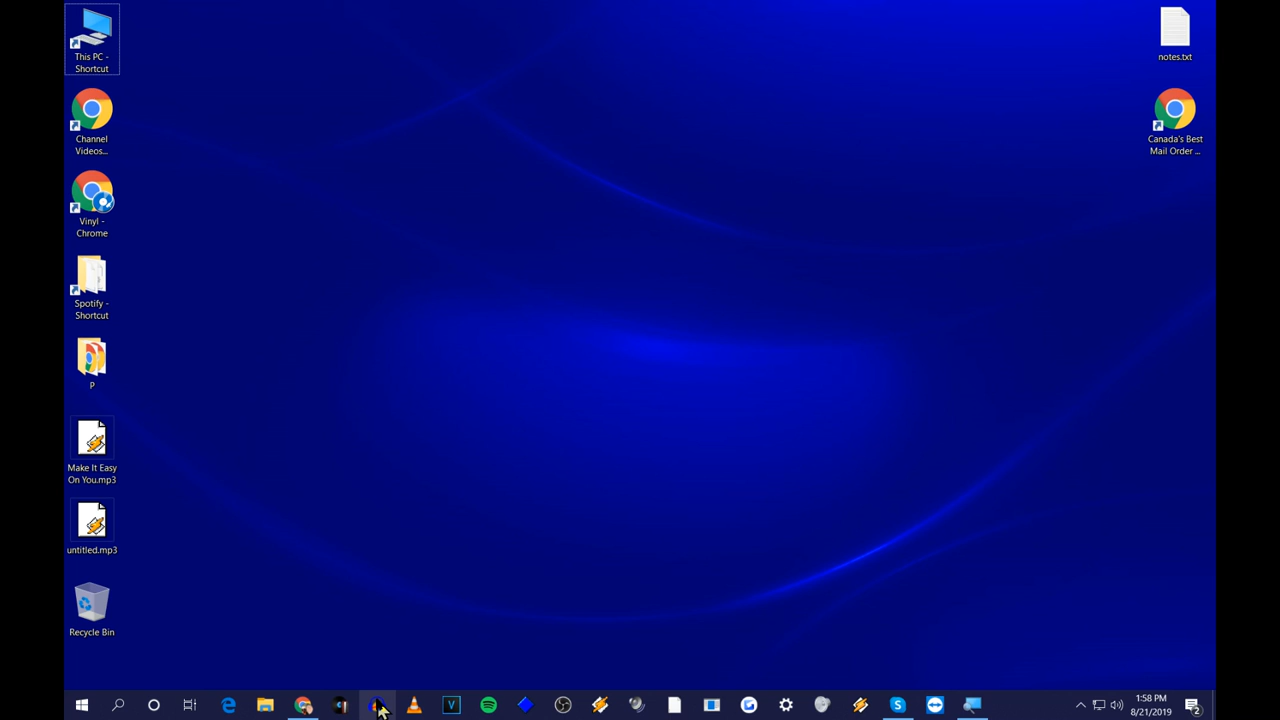 This PC -
Shortcut
Channel
Videos...
Vinyl -
Chrome
Spotify -
Shortcut
P
Make It Easy
On You.mp3
untitled.mp3
Recycle Bin
notes.txt
Canada's Best
Mail Order ...
V
S
1:58 PM
8/21/2019
2